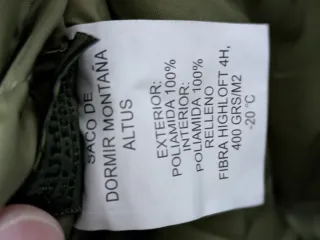 SACO DE
DORMIR MONTAÑA
ALTUS
EXTERIOR:
POLIAMIDA 100%
INTERIOR:
POLIAMIDA 100%
RELLENO
FIBRA HIGHLOFT 4H,
400 GRS/M2
-20 °C